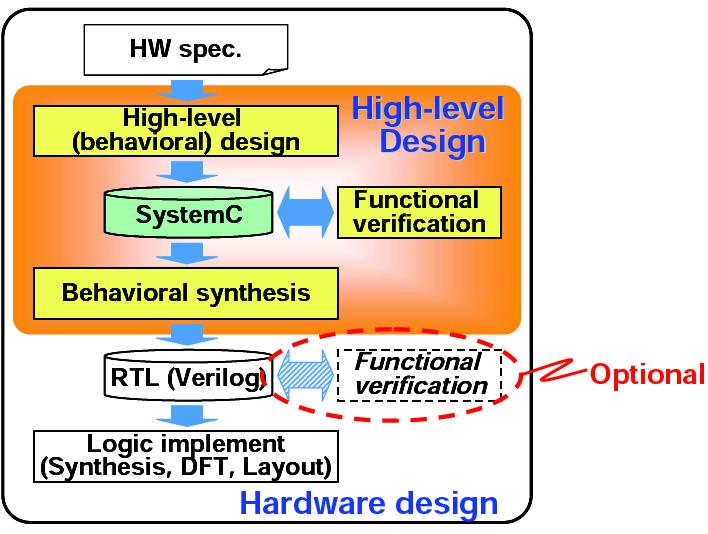 HW spec.
High-level
(behavioral) design
High-level
Design
SystemC
Functional
verification
Behavioral synthesis
RTL (Verilog)
Functional
verification
Optional
Logic implement
(Synthesis, DFT, Layout)
Hardware design